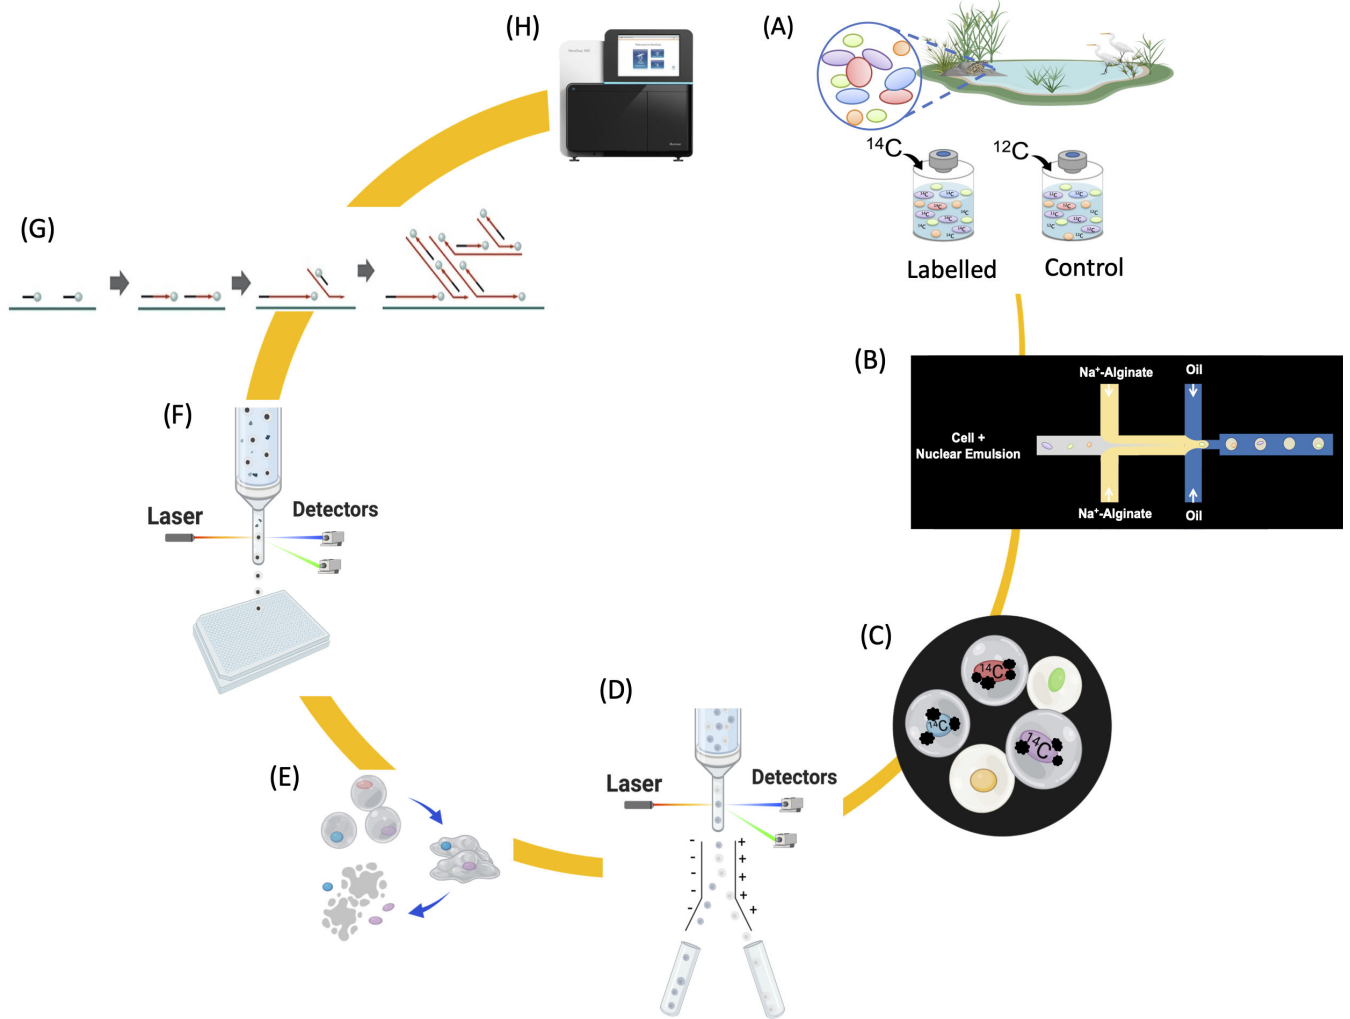 (H)
(A)
14C
12C
Labelled
Control
(G)
(B)
Na+-Alginate
Oil
Cell +
Nuclear Emulsion
Na+-Alginate
Oil
(F)
Laser
Detectors
(C)
14C
14C
14C
(D)
Laser
Detectors
- +
- +
- +
- +
- +
(E)